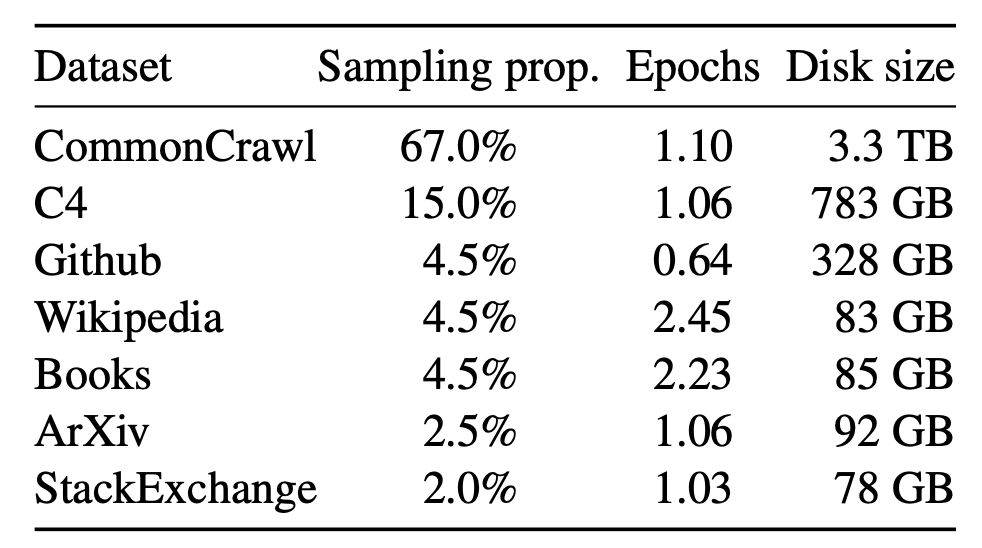 Dataset Sampling prop. Epochs Disk size
CommonCrawl 67.0% 1.10 3.3 TB
C4 15.0% 1.06 783 GB
Github 4.5% 0.64 328 GB
Wikipedia 4.5% 2.45 83 GB
Books 4.5% 2.23 85 GB
ArXiv 2.5% 1.06 92 GB
StackExchange 2.0% 1.03 78 GB